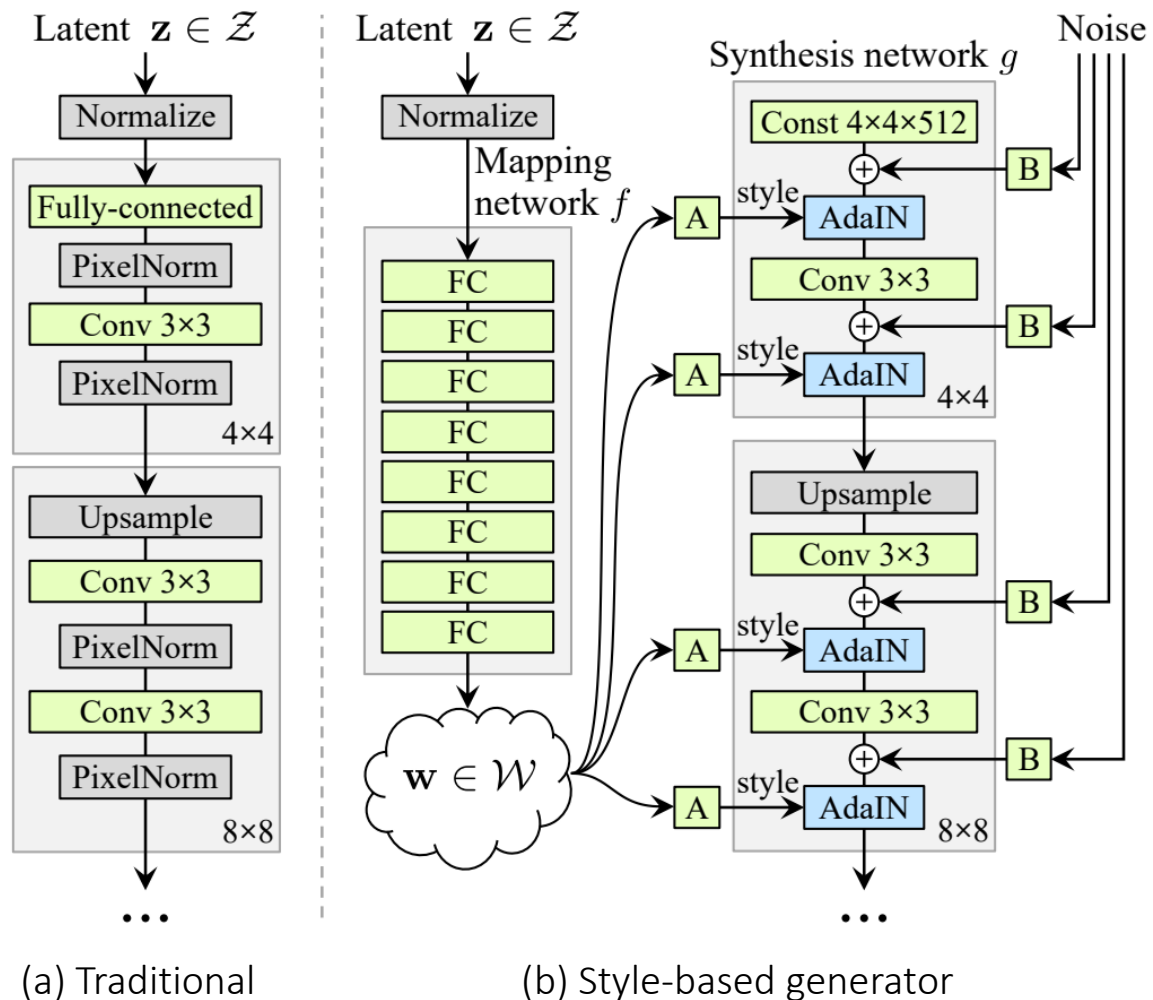 Latent z ∈ 𝒵
Normalize
Fully-connected
PixelNorm
Conv 3×3
PixelNorm
4×4
Upsample
Conv 3×3
PixelNorm
Conv 3×3
PixelNorm
8×8
...
(a) Traditional
Latent z ∈ 𝒵
Normalize
Mapping
network f
FC
FC
FC
FC
FC
FC
FC
FC
w ∈ 𝒲
A
style
A
style
A
style
A
style
Synthesis network g
Const 4×4×512
+
AdaIN
Conv 3×3
+
AdaIN
4×4
Upsample
Conv 3×3
+
AdaIN
Conv 3×3
+
AdaIN
8×8
...
Noise
B
B
B
B
(b) Style-based generator